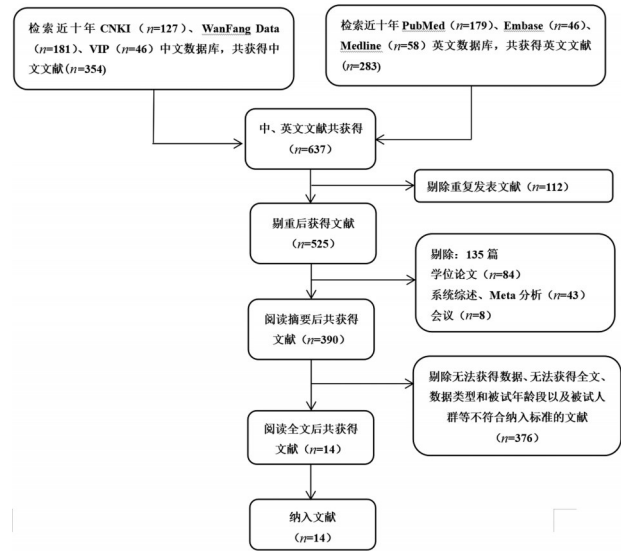 检索近十年 CNKI（n=127）、WanFang Data
（n=181）、VIP（n=46）中文数据库，共获得中
文文献(n=354)
检索近十年 PubMed（n=179）、Embase（n=46）、
Medline（n=58）英文数据库，共获得英文文献
(n=283)
中、英文文献共获得
（n=637）
剔除重复发表文献（n=112）
剔重后获得文献
（n=525）
剔除：135 篇
学位论文（n=84）
系统综述、Meta 分析（n=43）
会议（n=8）
阅读摘要后共获得
文献（n=390）
剔除无法获得数据、无法获得全文、
数据类型和被试年龄段以及被试人
群等不符合纳入标准的文献
（n=376）
阅读全文后共获得
文献（n=14）
纳入文献
（n=14）